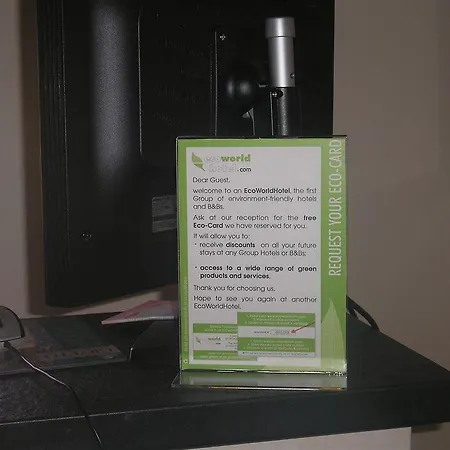 ecoworld
hotel.com
Dear Guest,
welcome to an EcoWorldHotel, the first
Group of environment-friendly hotels
and B&Bs.
Ask at our reception for the free
Eco-Card we have reserved for you.
It will allow you to:
• receive discounts on all your future
stays at any Group Hotels or B&Bs;
• access to a wide range of green
products and services.
Thank you for choosing us.
Hope to see you again at another
EcoWorldHotel.
REQUEST YOUR ECO-CARD
world